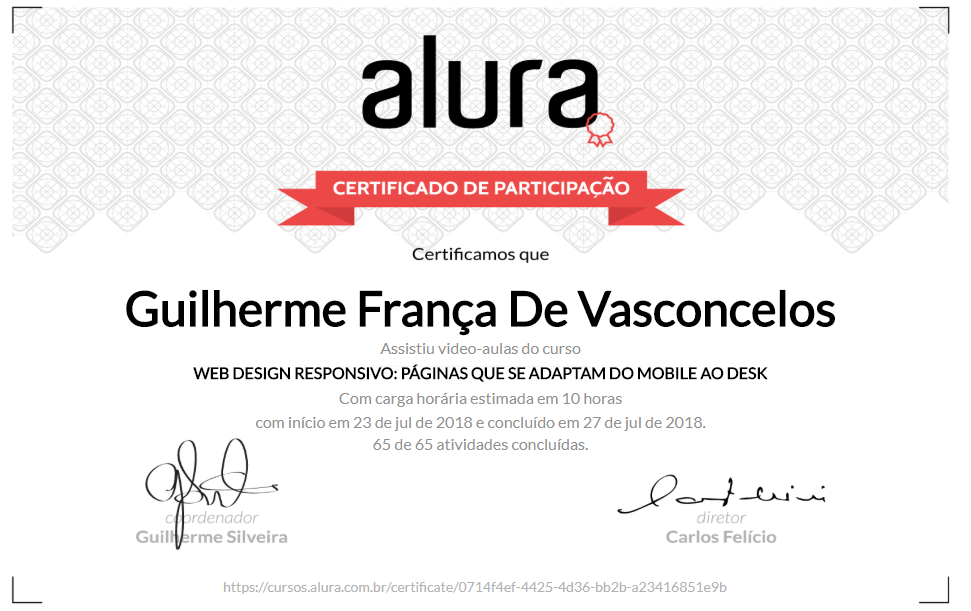 alura
CERTIFICADO DE PARTICIPAÇÃO
Certificamos que
Guilherme França De Vasconcelos
Assistiu video-aulas do curso
WEB DESIGN RESPONSIVO: PÁGINAS QUE SE ADAPTAM DO MOBILE AO DESK
Com carga horária estimada em 10 horas
com início em 23 de jul de 2018 e concluído em 27 de jul de 2018.
65 de 65 atividades concluídas.
coordenador
Guilherme Silveira
diretor
Carlos Felício
https://cursos.alura.com.br/certificate/0714f4ef-4425-4d36-bb2b-a23416851e9b